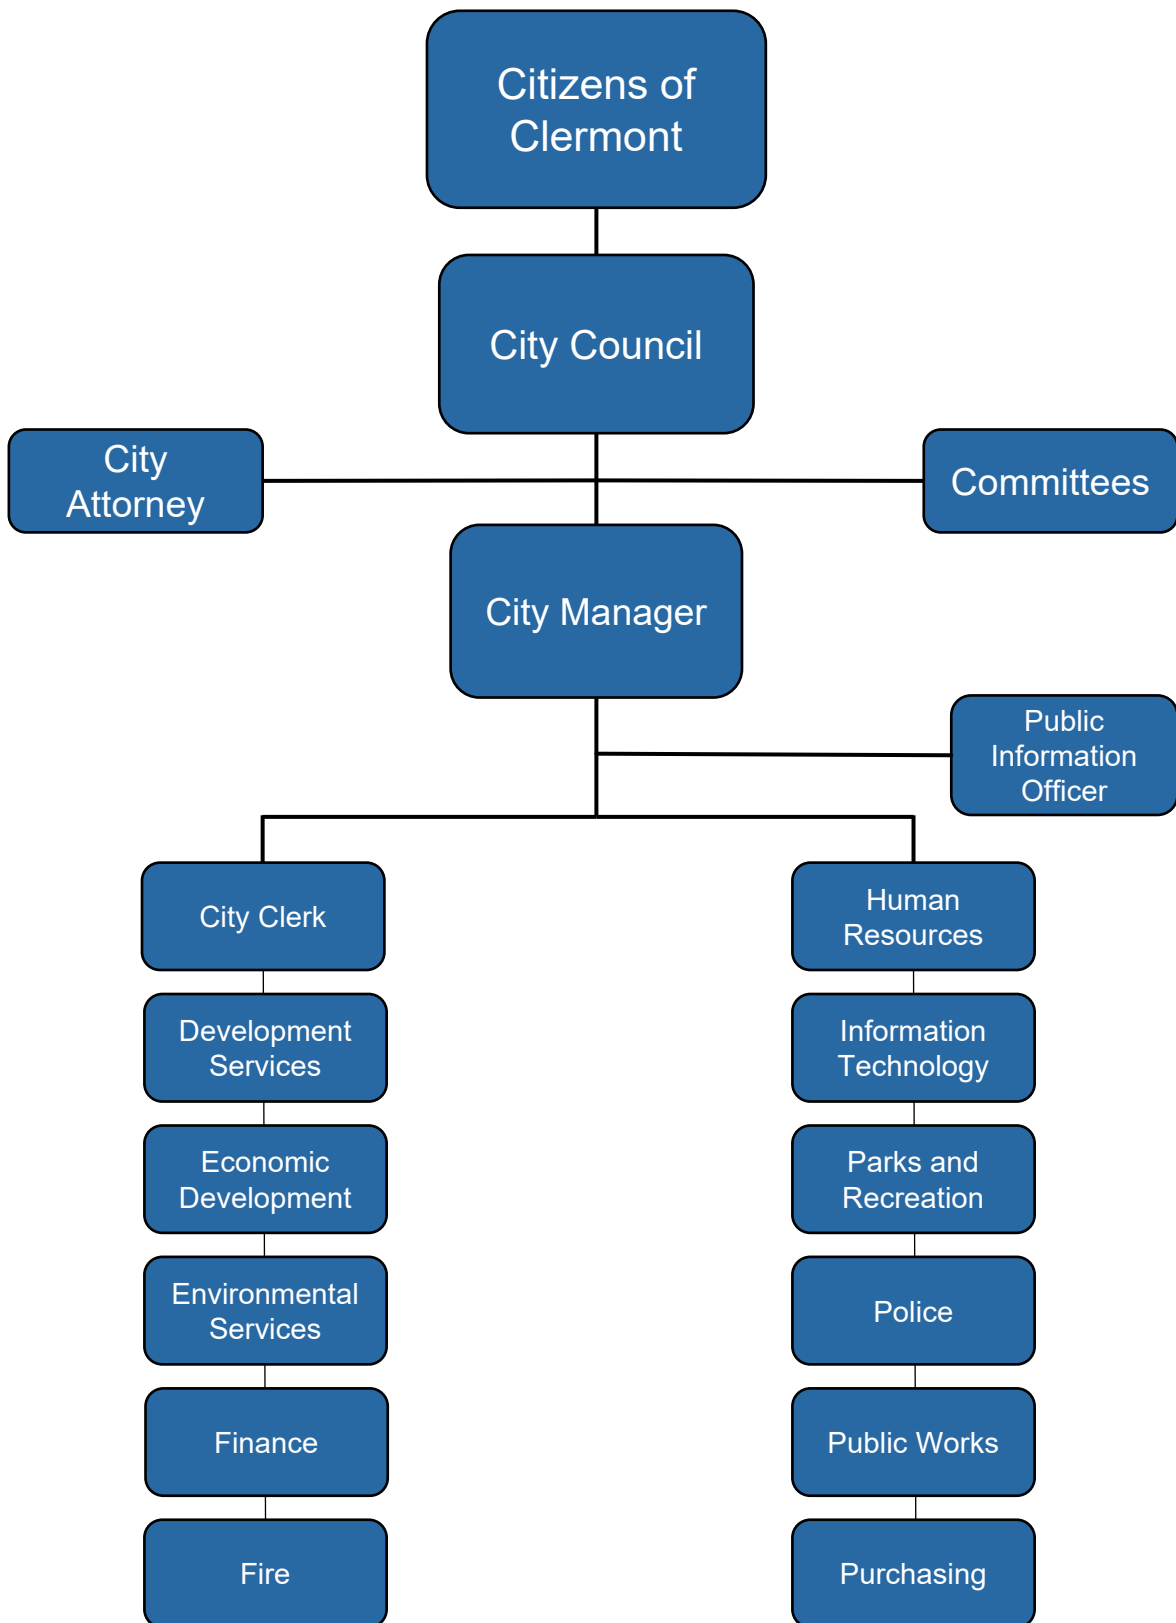 Citizens of
Clermont
City Council
City
Attorney
Committees
City Manager
Public
Information
Officer
City Clerk
Human
Resources
Development
Services
Information
Technology
Economic
Development
Parks and
Recreation
Environmental
Services
Police
Finance
Public Works
Fire
Purchasing